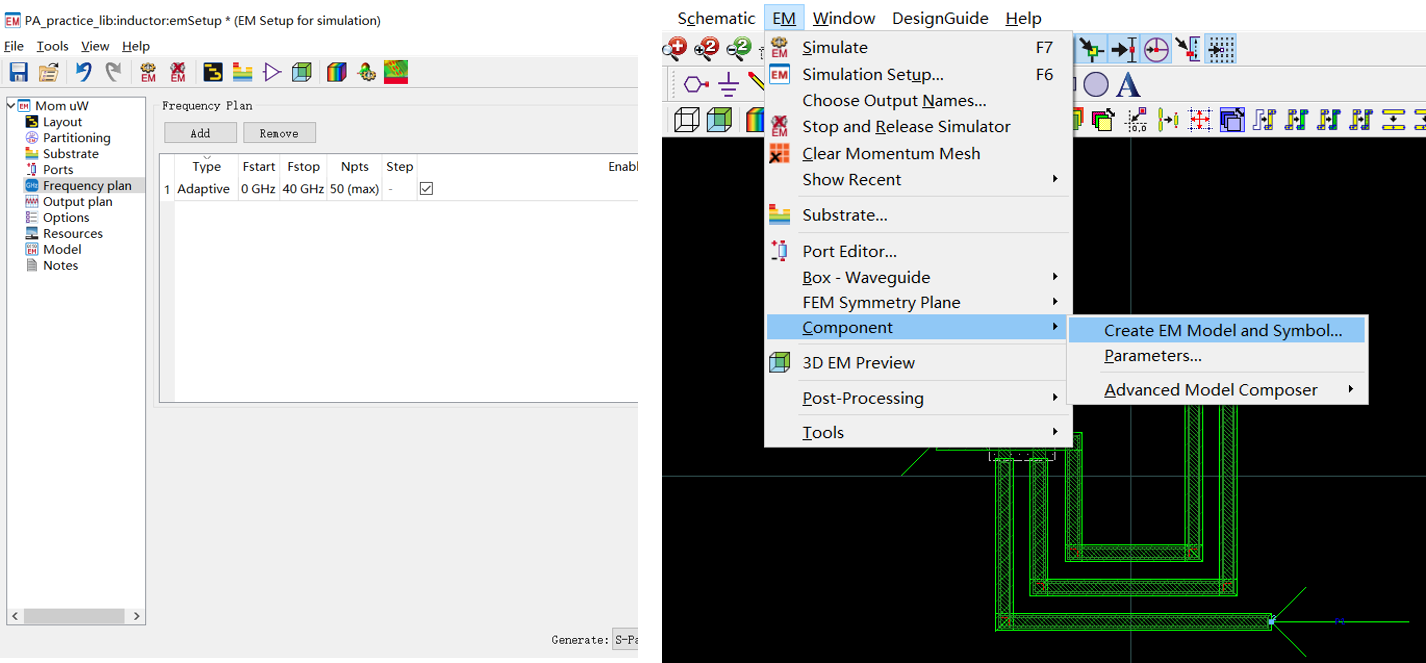 PA_practice_lib:inductor:emSetup * (EM Setup for simulation)
File Tools View Help
Mom uW
Layout
Partitioning
Substrate
Ports
Frequency plan
Output plan
Options
Resources
Model
Notes
Frequency Plan
Add Remove
Type Fstart Fstop Npts Step Enabl
1 Adaptive 0 GHz 40 GHz 50 (max) -
Generate: S-Pa
Schematic EM Window DesignGuide Help
Simulate F7
Simulation Setup... F6
Choose Output Names...
Stop and Release Simulator
Clear Momentum Mesh
Show Recent
Substrate...
Port Editor...
Box - Waveguide
FEM Symmetry Plane
Component
3D EM Preview
Post-Processing
Tools
Create EM Model and Symbol...
Parameters...
Advanced Model Composer